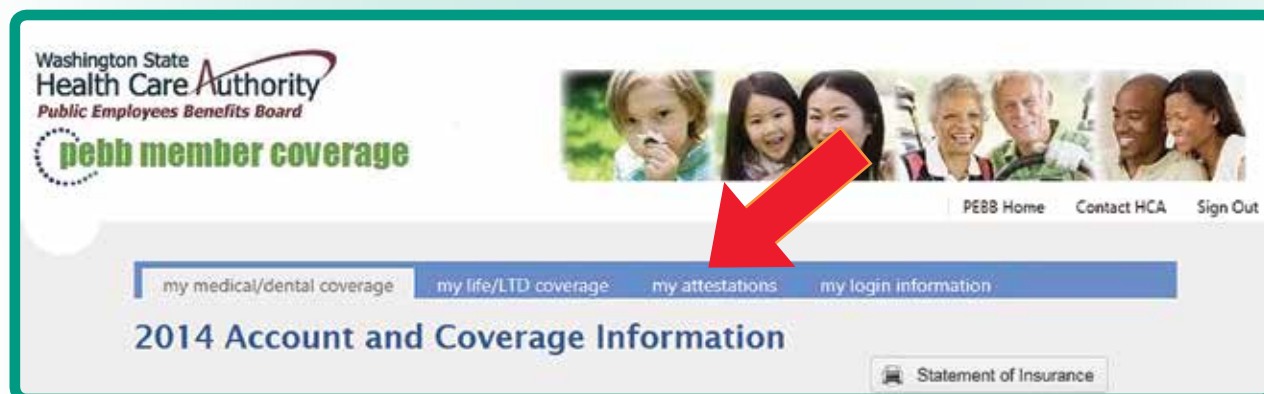 Washington State
Health Care Authority
Public Employees Benefits Board
pebb member coverage
PEBB Home Contact HCA Sign Out
my medical/dental coverage my life/LTD coverage my attestations my login information
2014 Account and Coverage Information
Statement of Insurance